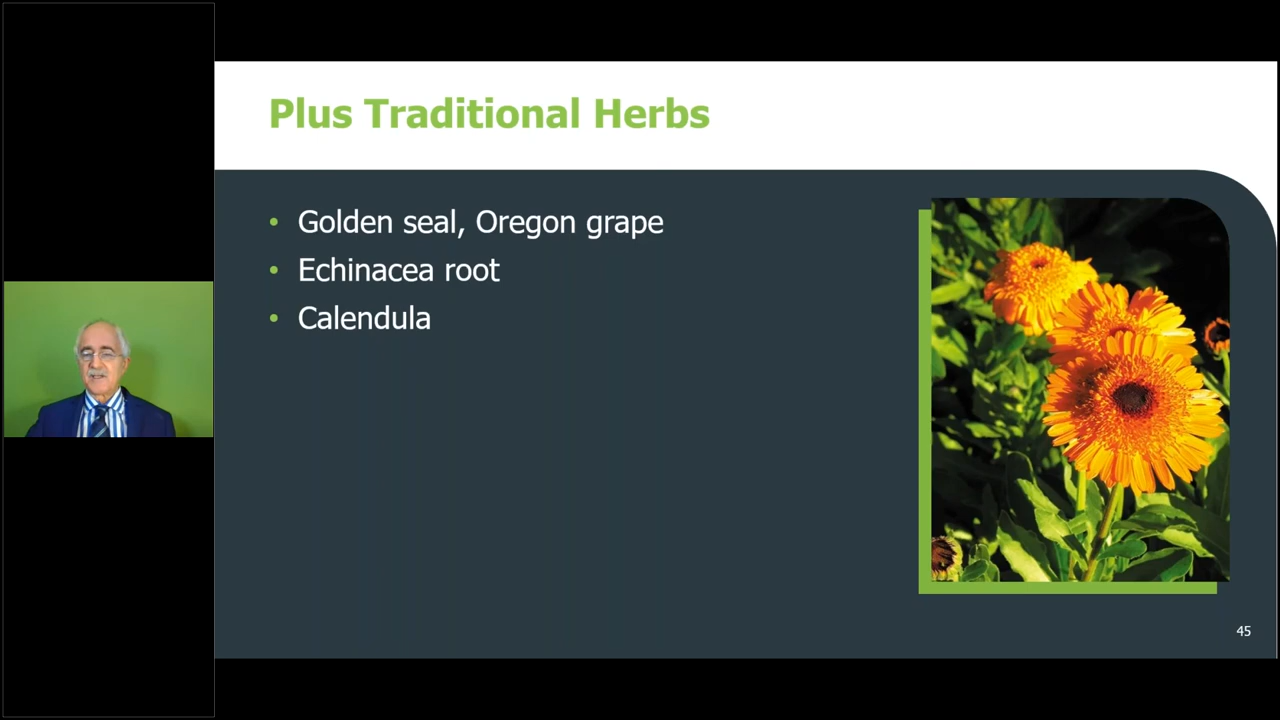 Plus Traditional Herbs
• Golden seal, Oregon grape
• Echinacea root
• Calendula
45